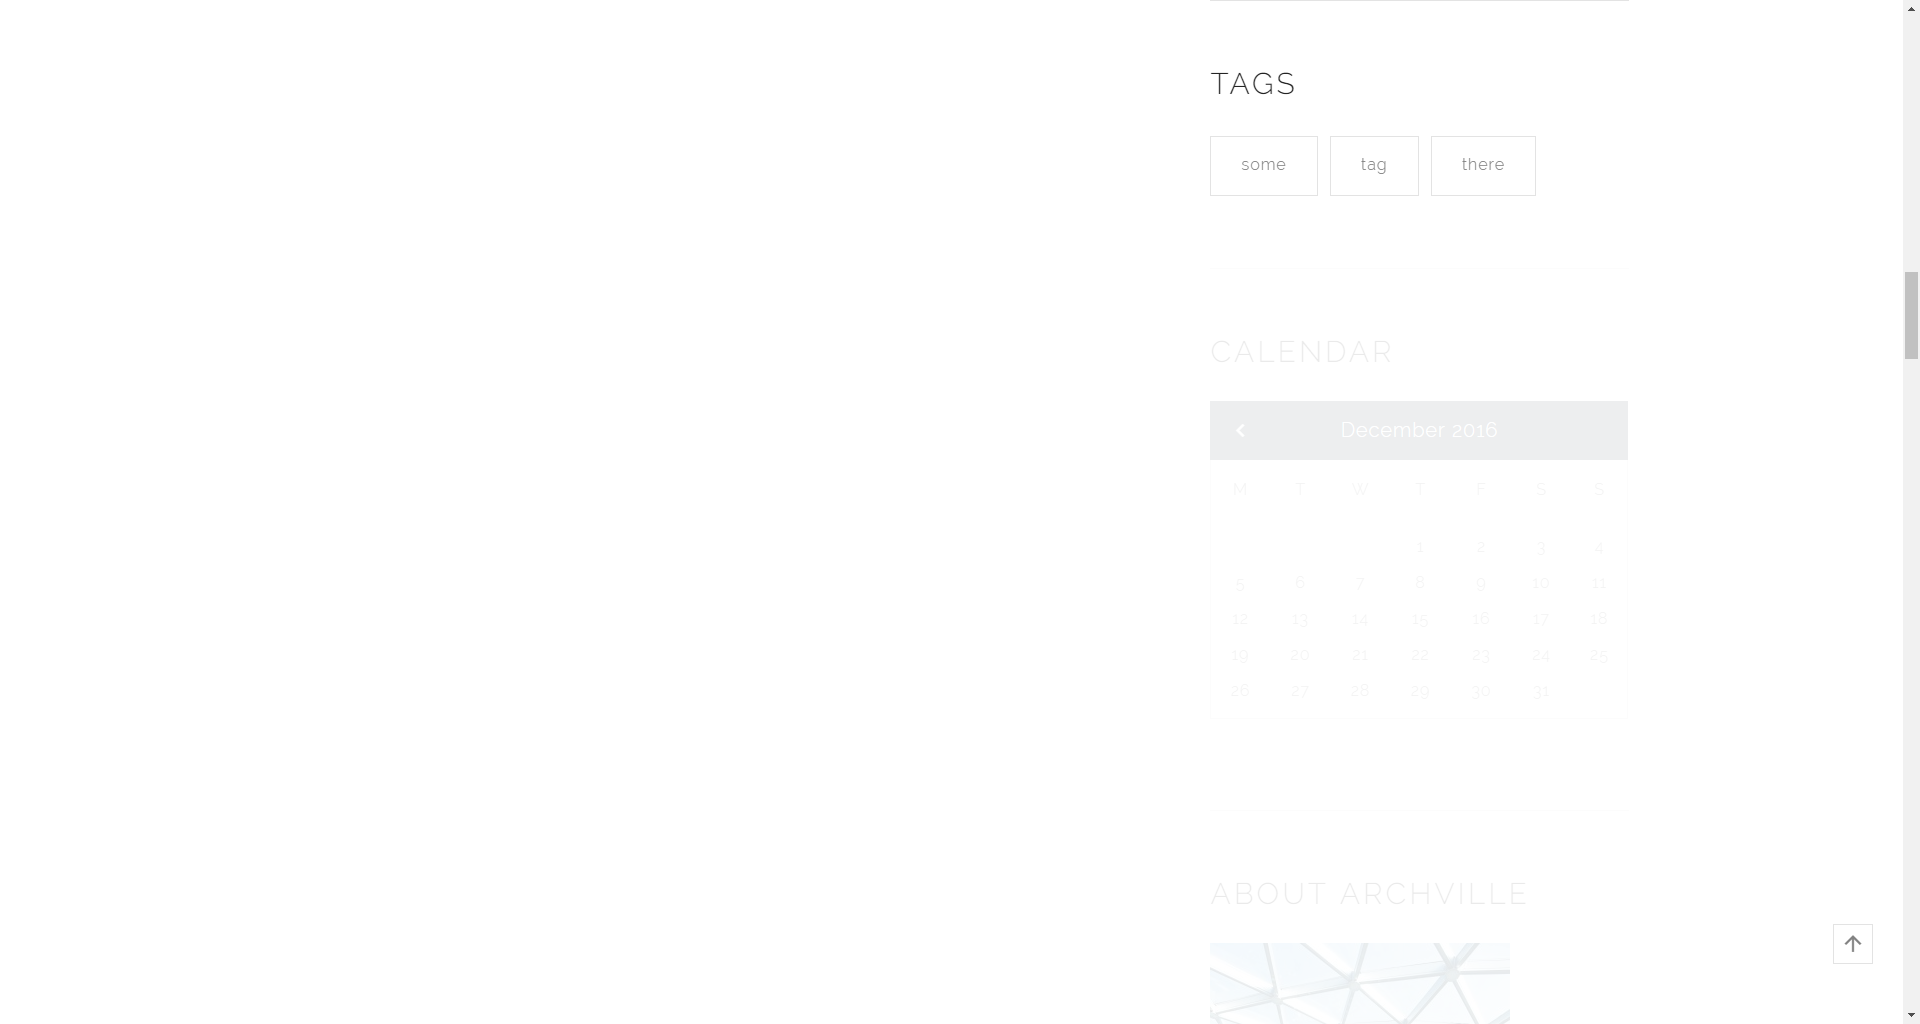 TAGS
some tag there
CALENDAR
December 2016
M T W T F S S
1 2 3 4
5 6 7 8 9 10 11
12 13 14 15 16 17 18
19 20 21 22 23 24 25
26 27 28 29 30 31
ABOUT ARCHVILLE